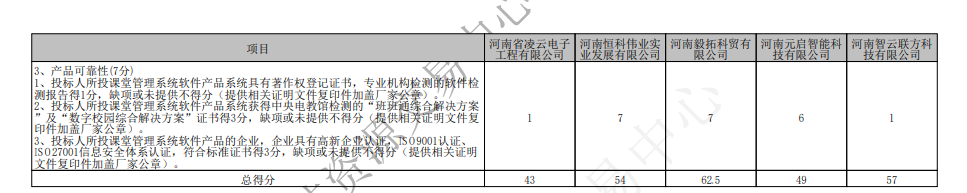 项目
河南省凌云电子工程有限公司
河南恒科伟业实业发展有限公司
河南毅拓科贸有限公司
河南元启智能科技有限公司
河南智云联方科技有限公司
3、产品可靠性(7分)
1、投标人所投课堂管理系统软件产品系统具有著作权登记证书，专业机构检测的软件检
测报告得1分，缺项或未提供不得分（提供相关证明文件复印件加盖厂家公章）
2、投标人所投课堂管理系统软件产品系统获得中央电教馆检测的“班班通综合解决方案
”及“数字校园综合解决方案”证书得3分，缺项或未提供不得分（提供相关证明文件复
印件加盖厂家公章）。
3、投标人所投课堂管理系统软件产品的企业，企业具有高新企业认证、ISO9001认证、
ISO27001信息安全体系认证，符合标准证书得3分，缺项或未提供不得分（提供相关证明
文件复印件加盖厂家公章）。
1 7 7 6 1
总得分 43 54 62.5 49 57